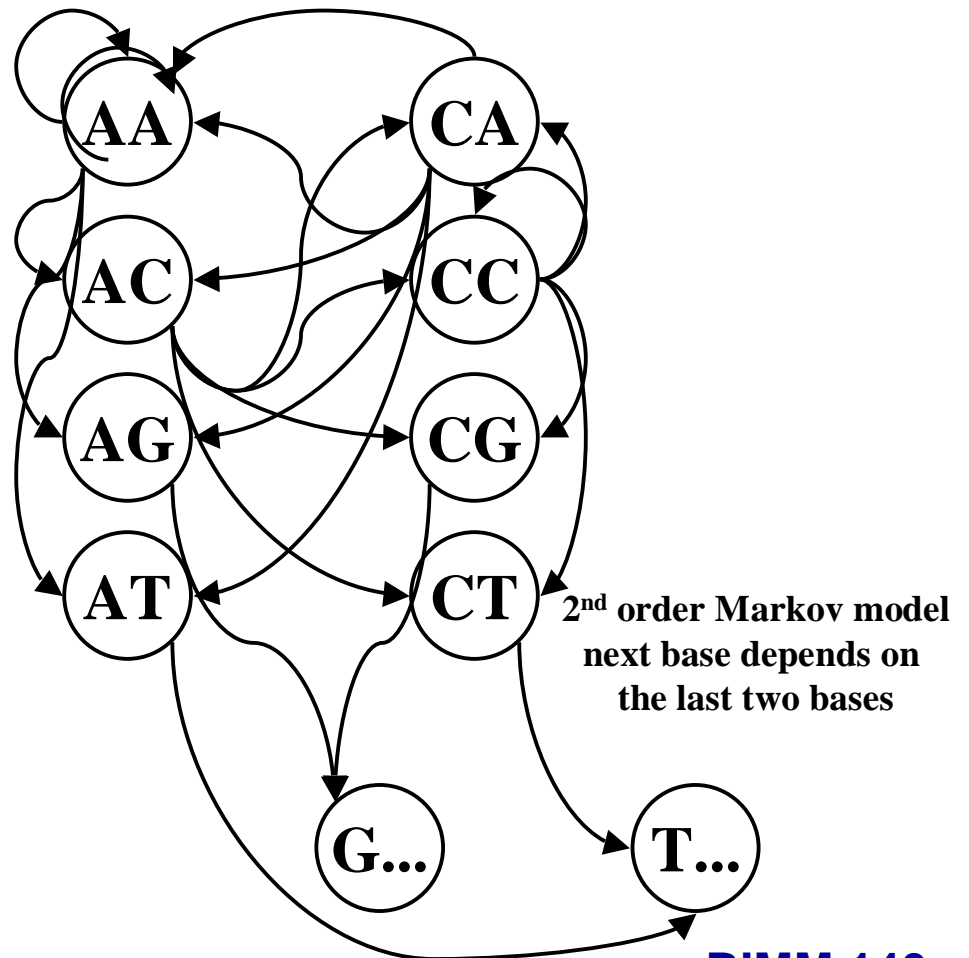 AA
CA
AC
CC
AG
CG
AT
CT
2nd order Markov model
next base depends on
the last two bases
G...
T...